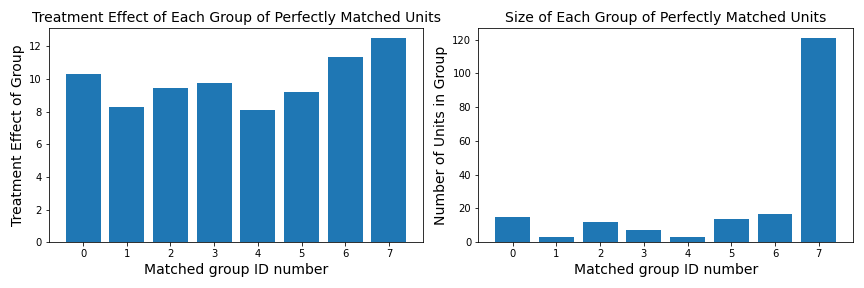 Treatment Effect of Each Group of Perfectly Matched Units
Treatment Effect of Group
12
10
8
6
4
2
0
0 1 2 3 4 5 6 7
Matched group ID number
Size of Each Group of Perfectly Matched Units
Number of Units in Group
120
100
80
60
40
20
0
0 1 2 3 4 5 6 7
Matched group ID number